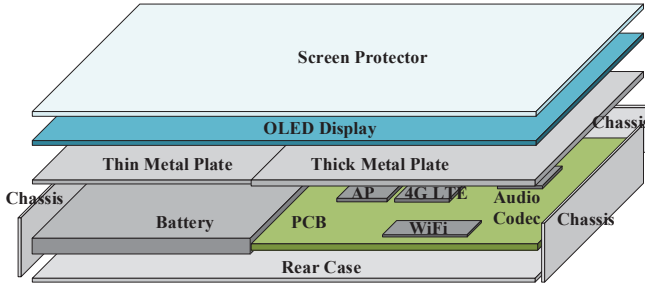 Screen Protector
OLED Display
Chassis
Thin Metal Plate
Thick Metal Plate
Chassis
AP
4G LTE
Audio
Codec
Battery
PCB
WiFi
Chassis
Rear Case